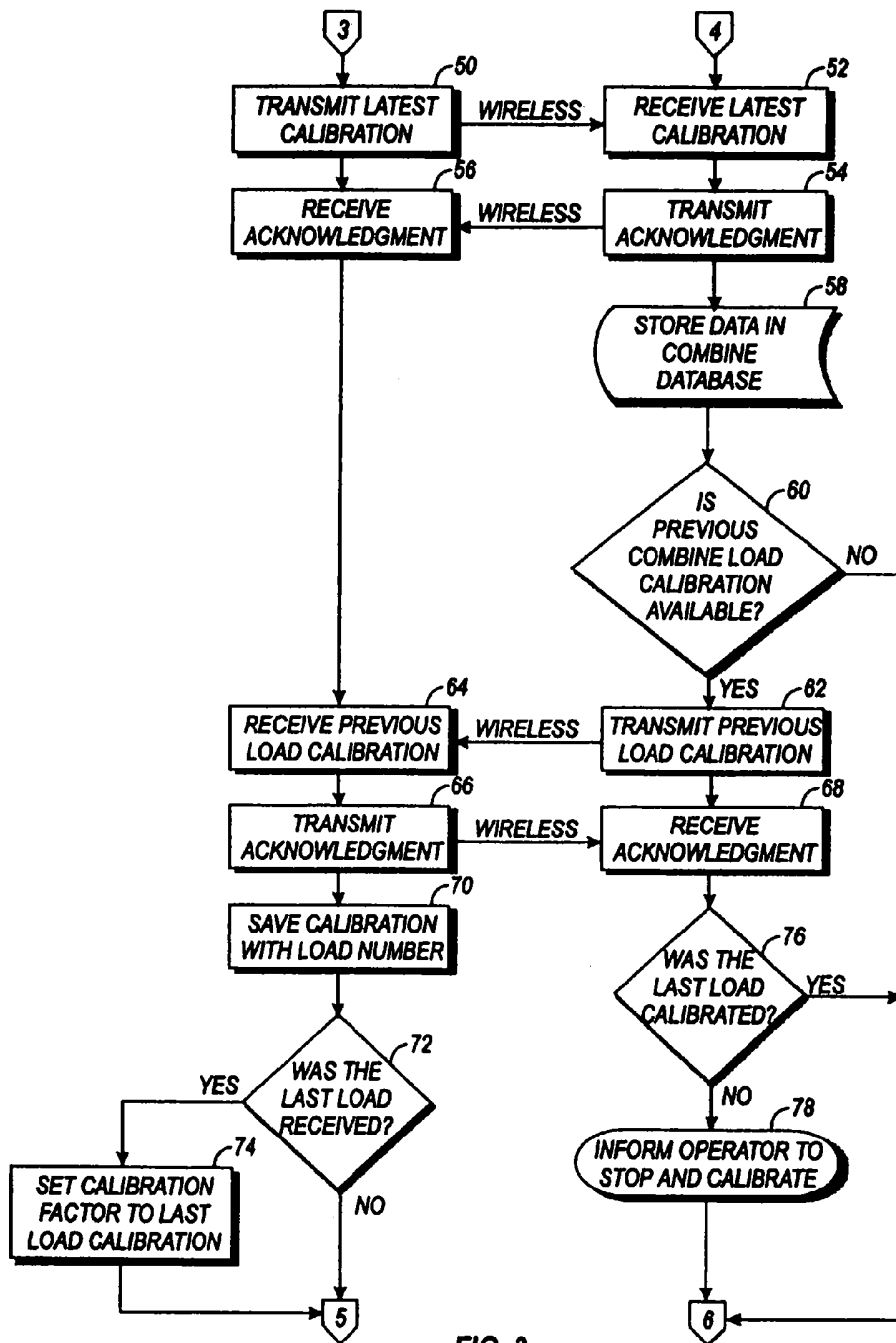 3
4
50
52
TRANSMIT LATEST
CALIBRATION
WIRELESS
RECEIVE LATEST
CALIBRATION
56
54
RECEIVE
ACKNOWLEDGMENT
WIRELESS
TRANSMIT
ACKNOWLEDGMENT
58
STORE DATA IN
COMBINE
DATABASE
60
IS
PREVIOUS
COMBINE LOAD
CALIBRATION
AVAILABLE?
NO
YES
64
62
RECEIVE PREVIOUS
LOAD CALIBRATION
WIRELESS
TRANSMIT PREVIOUS
LOAD CALIBRATION
66
68
TRANSMIT
ACKNOWLEDGMENT
WIRELESS
RECEIVE
ACKNOWLEDGMENT
70
SAVE CALIBRATION
WITH LOAD NUMBER
76
WAS THE
LAST LOAD
CALIBRATED?
YES
NO
72
WAS THE
LAST LOAD
RECEIVED?
YES
NO
74
SET CALIBRATION
FACTOR TO LAST
LOAD CALIBRATION
78
INFORM OPERATOR TO
STOP AND CALIBRATE
5
6